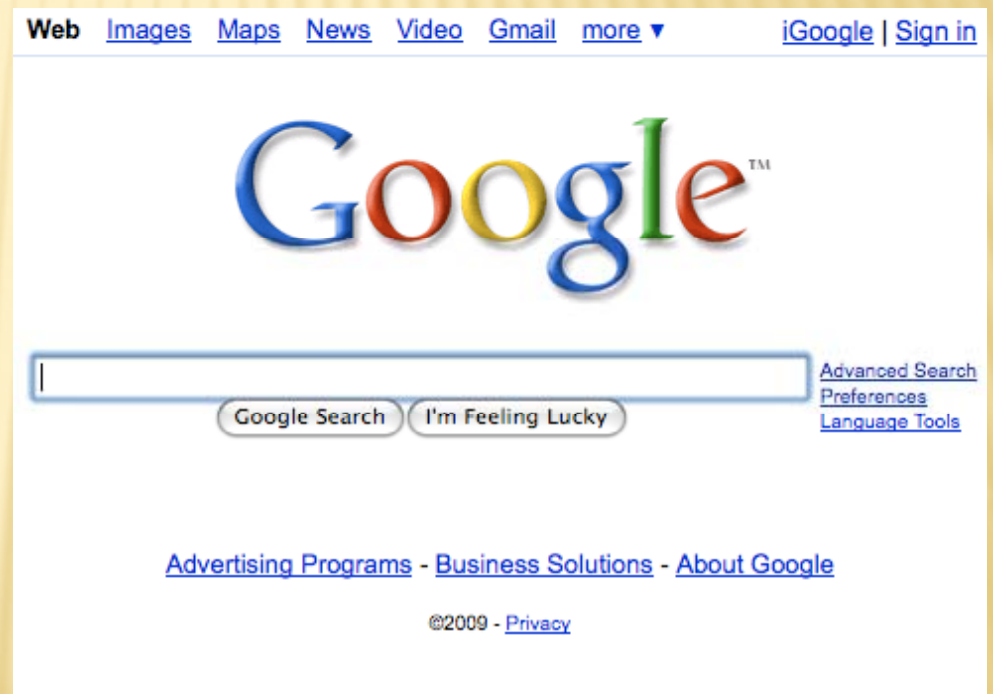 Web Images Maps News Video Gmail more ▼ iGoogle | Sign in
Google™
Advanced Search
Preferences
Language Tools
Google Search I'm Feeling Lucky
Advertising Programs - Business Solutions - About Google
©2009 - Privacy